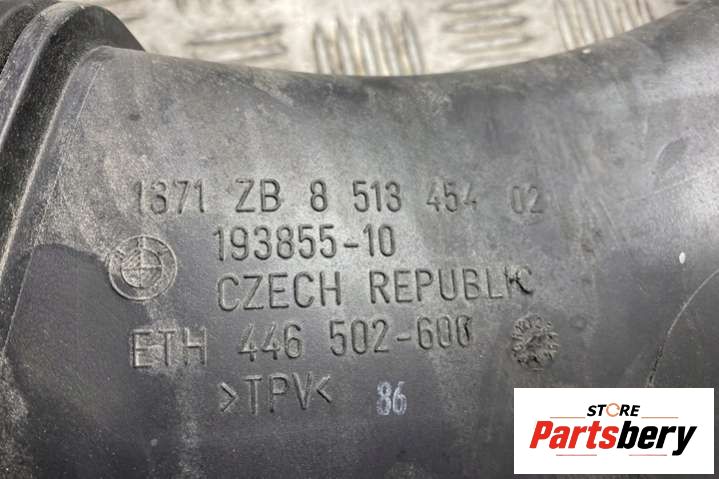 1371 ZB 8 513 454 02
193855-10
CZECH REPUBLIC
ETH 446 502-600
>TPV<
86
STORE
Partsbery